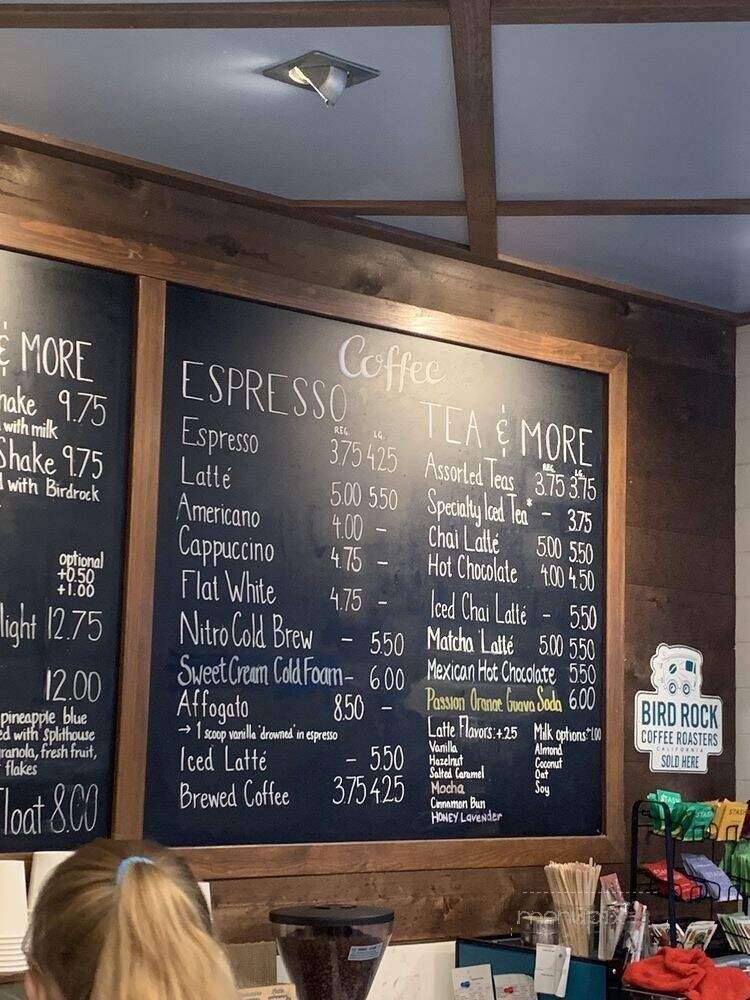 & MORE
hake 9.75
with milk
Shake 9.75
d with Birdrock
optional
+0.50
+1.00
light 12.75
12.00
pineapple blue
ed with splithouse
ranola, fresh fruit,
flakes
Float 8.00
Coffee
ESPRESSO
REG. LG.
Espresso 3.75 4.25
Latté 5.00 5.50
Americano 4.00 -
Cappuccino 4.75 -
Flat White 4.75 -
Nitro Cold Brew - 5.50
Sweet Cream Cold Foam - 6.00
Affogato 8.50 -
→ 1 scoop vanilla 'drowned' in espresso
Iced Latté - 5.50
Brewed Coffee 3.75 4.25
TEA & MORE
REG. LG.
Assorted Teas 3.75 3.75
Specialty Iced Tea* - 3.75
Chai Latté 5.00 5.50
Hot Chocolate 4.00 4.50
Iced Chai Latté - 5.50
Matcha Latté 5.00 5.50
Mexican Hot Chocolate 5.50
Passion Orange Guava Soda 6.00
Latte Flavors: +.25
Vanilla
Hazelnut
Salted Caramel
Mocha
Cinnamon Bun
HONEY Lavender
Milk options: 1.00
Almond
Coconut
Oat
Soy
BIRD ROCK
COFFEE ROASTERS
CALIFORNIA
SOLD HERE
STASH
STASH